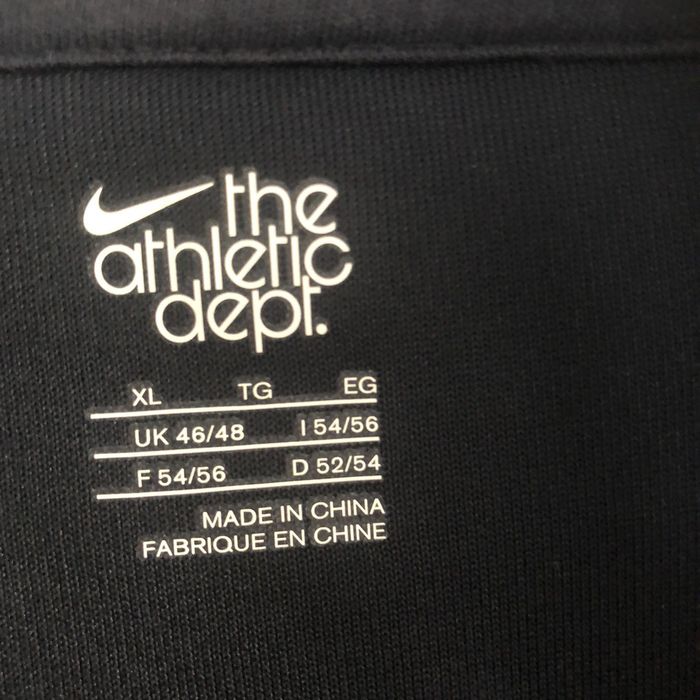 the
athletic
dept.
XL TG EG
UK 46/48 I 54/56
F 54/56 D 52/54
MADE IN CHINA
FABRIQUE EN CHINE